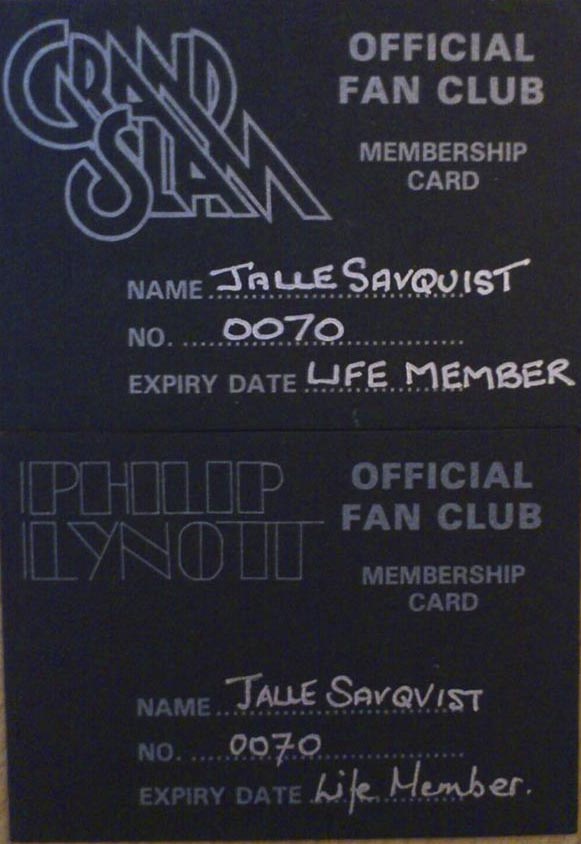 GRAND
SLAM
OFFICIAL
FAN CLUB
MEMBERSHIP
CARD
NAME JALLE SAVQUIST
NO. 0070
EXPIRY DATE LIFE MEMBER
PHILIP
LYNOTT
OFFICIAL
FAN CLUB
MEMBERSHIP
CARD
NAME JALLE SAVQVIST
NO. 0070
EXPIRY DATE Life Member.